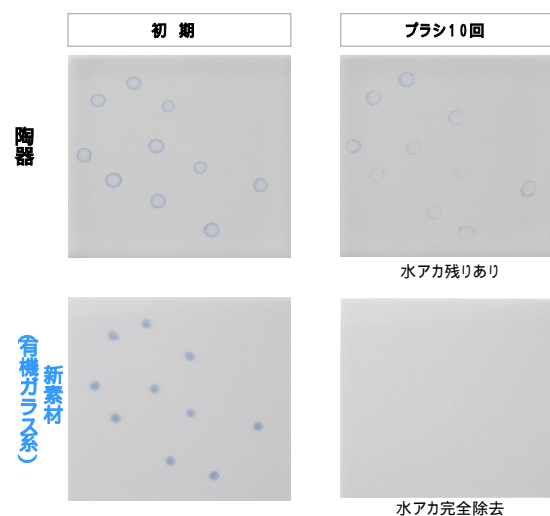 初 期
ブラシ10回
陶器
水アカ残りあり
新素材
(有機ガラス系)
水アカ完全除去